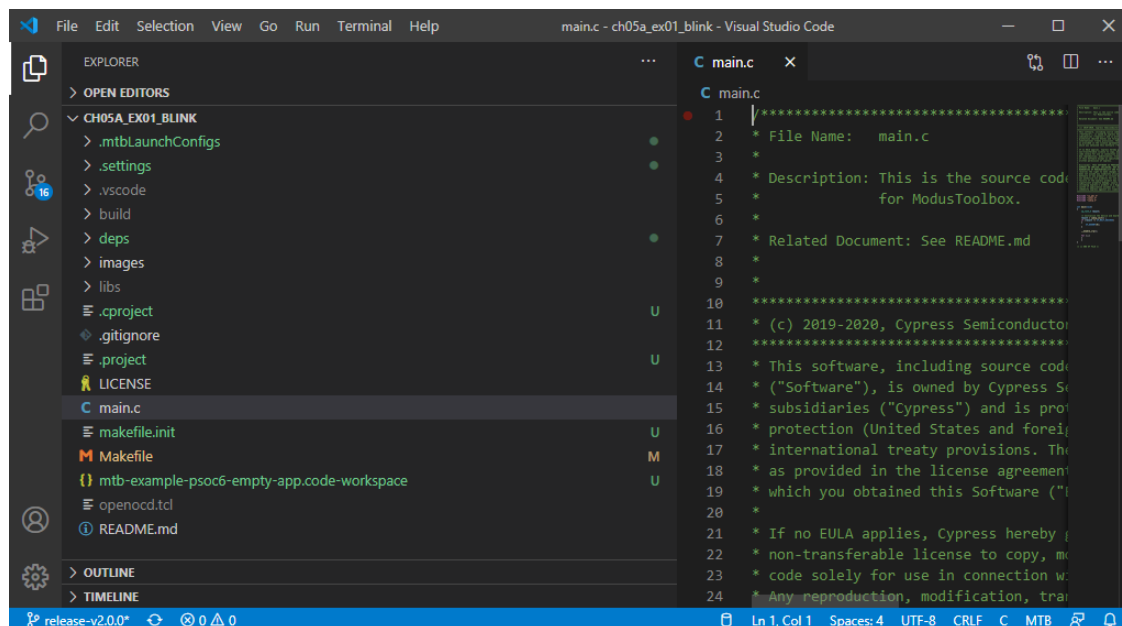 File Edit Selection View Go Run Terminal Help main.c - ch05a_ex01_blink - Visual Studio Code
EXPLORER
OPEN EDITORS
CH05A_EX01_BLINK
.mtbLaunchConfigs
.settings
.vscode
build
deps
images
libs
.cproject U
.gitignore
.project U
LICENSE
C main.c
makefile.init U
Makefile M
{} mtb-example-psoc6-empty-app.code-workspace U
openocd.tcl
README.md
OUTLINE
TIMELINE
16
C main.c
C main.c
1 /***************************************
2 * File Name: main.c
3 *
4 * Description: This is the source code
5 * for ModusToolbox.
6 *
7 * Related Document: See README.md
8 *
9 *
10 ****************************************
11 * (c) 2019-2020, Cypress Semiconductor
12 ****************************************
13 * This software, including source code
14 * ("Software"), is owned by Cypress
15 * subsidiaries ("Cypress") and is
16 * protection (United States and
17 * international treaty provisions.
18 * as provided in the license agreement
19 * which you obtained this Software
20 *
21 * If no EULA applies, Cypress hereby
22 * non-transferable license to copy,
23 * code solely for use in connection
24 * Any reproduction, modification,
release-v2.0.0* 0 0 Ln 1, Col 1 Spaces: 4 UTF-8 CRLF C MTB